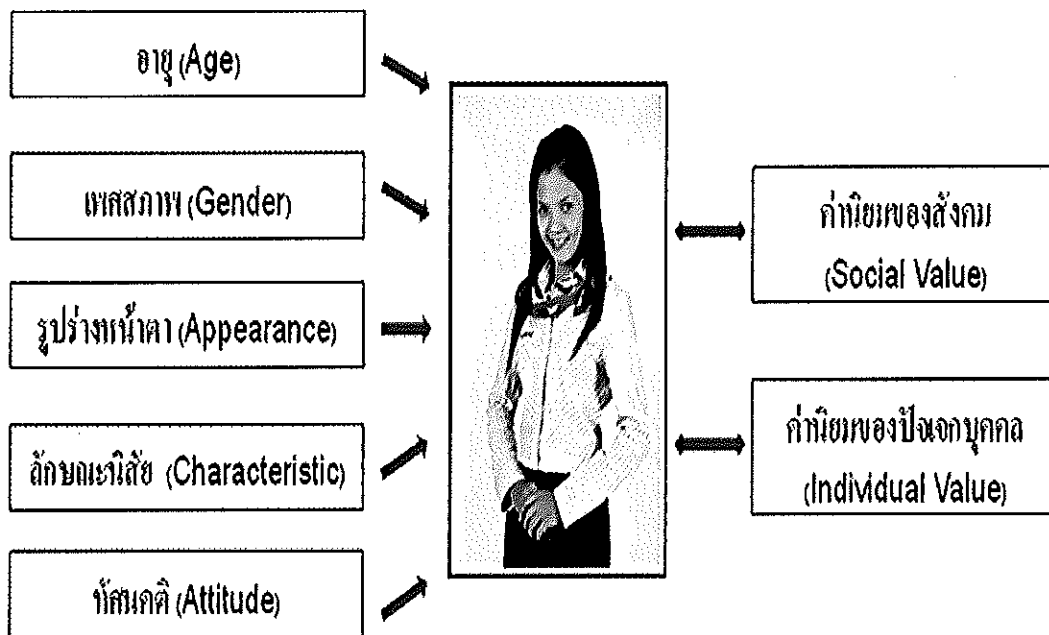 อายุ (Age)
เพศสภาพ (Gender)
รูปร่างหน้าตา (Appearance)
ลักษณะนิสัย (Characteristic)
ทัศนคติ (Attitude)
ค่านิยมของสังคม
(Social Value)
ค่านิยมของปัจเจกบุคคล
(Individual Value)